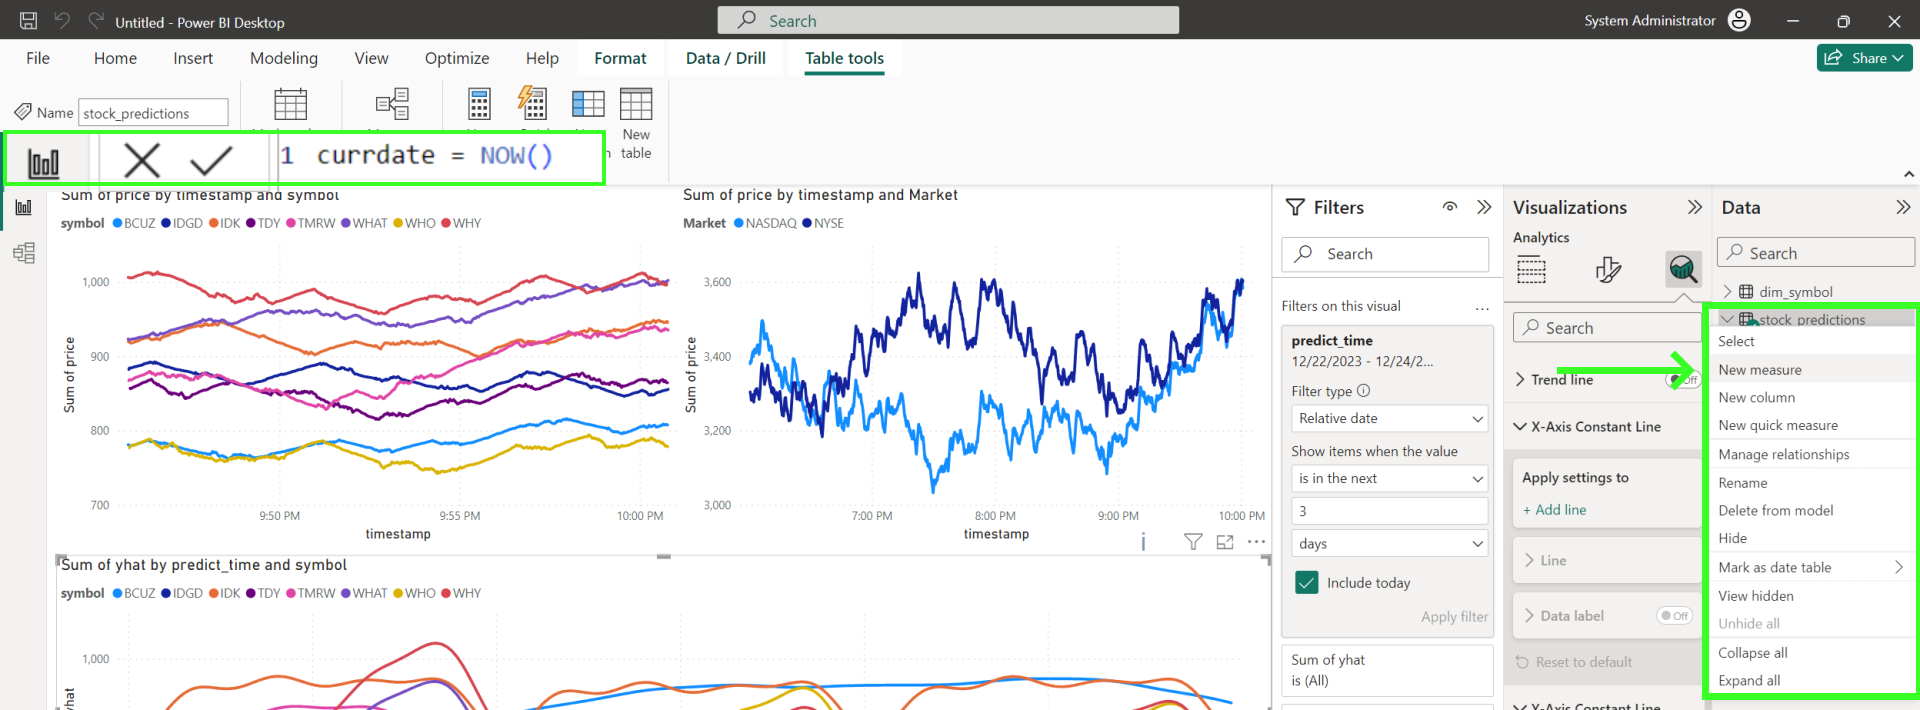 Untitled - Power BI Desktop
Search
System Administrator
File
Home
Insert
Modeling
View
Optimize
Help
Format
Data / Drill
Table tools
Share
Name
stock_predictions
New
table
1 currdate = NOW()
Sum of price by timestamp and symbol
symbol BCUZ IDGD IDK TDY TMRW WHAT WHO WHY
1,000
900
800
700
Sum of price
9:50 PM
9:55 PM
10:00 PM
timestamp
Sum of price by timestamp and Market
Market NASDAQ NYSE
3,600
3,400
3,200
3,000
Sum of price
7:00 PM
8:00 PM
9:00 PM
10:00 PM
timestamp
Sum of yhat by predict_time and symbol
symbol BCUZ IDGD IDK TDY TMRW WHAT WHO WHY
1,000
yhat
Filters
Search
Filters on this visual
...
predict_time
12/22/2023 - 12/24/2...
Filter type
Relative date
Show items when the value
is in the next
3
days
Include today
Apply filter
Sum of yhat
is (All)
Visualizations
Analytics
Search
Trend line
Off
X-Axis Constant Line
Apply settings to
+ Add line
Line
Data label
Off
Reset to default
X-Axis Constant Line
Data
Search
dim_symbol
stock_predictions
Select
New measure
New column
New quick measure
Manage relationships
Rename
Delete from model
Hide
Mark as date table
View hidden
Unhide all
Collapse all
Expand all